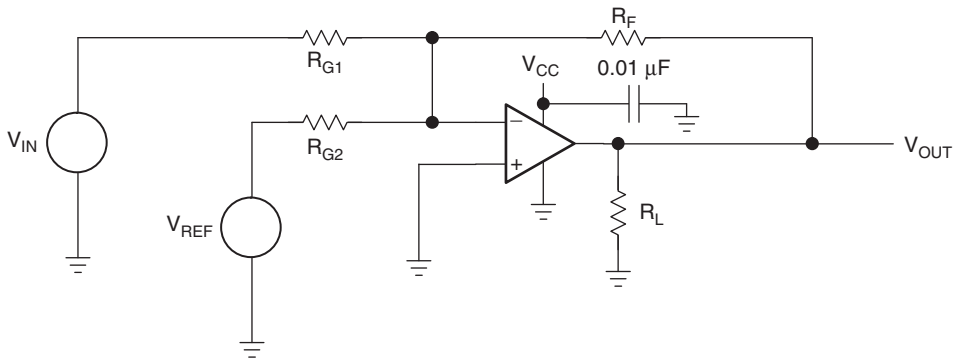 R_F
R_G1
V_CC
0.01 μF
R_G2
V_IN
−
+
V_OUT
V_REF
R_L